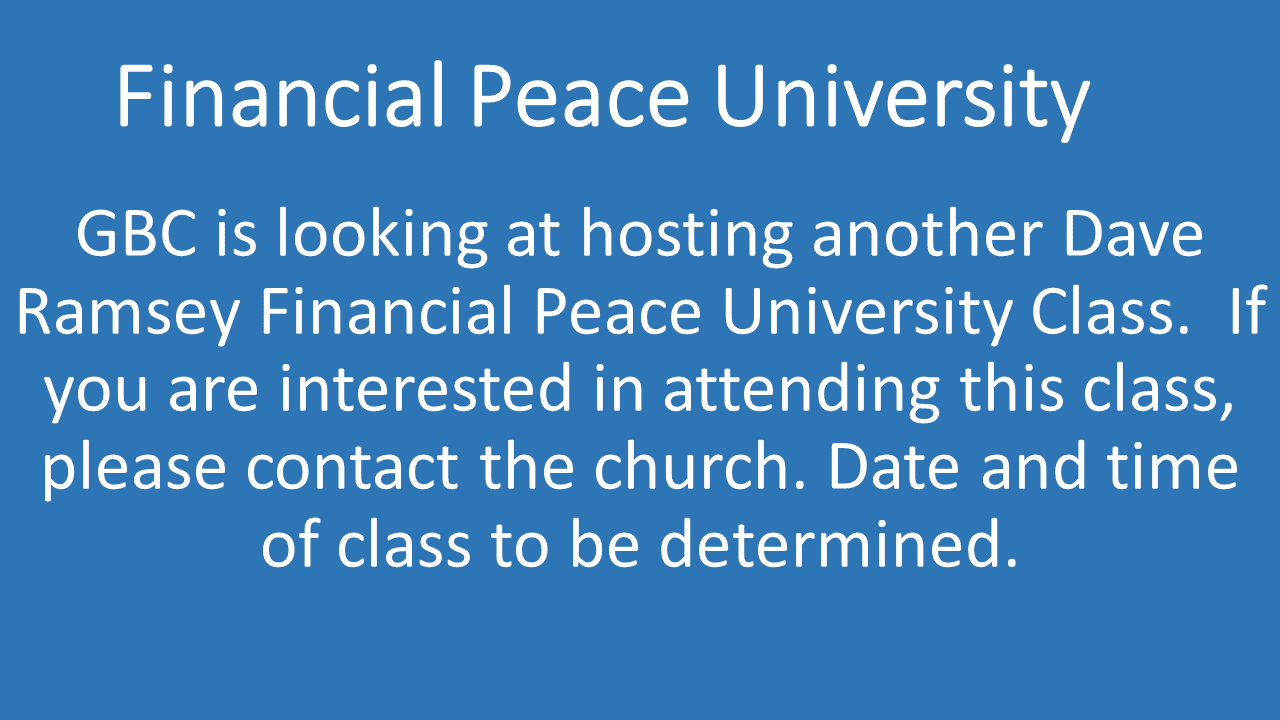 Financial Peace University
GBC is looking at hosting another Dave
Ramsey Financial Peace University Class.  If
you are interested in attending this class,
please contact the church. Date and time
of class to be determined.